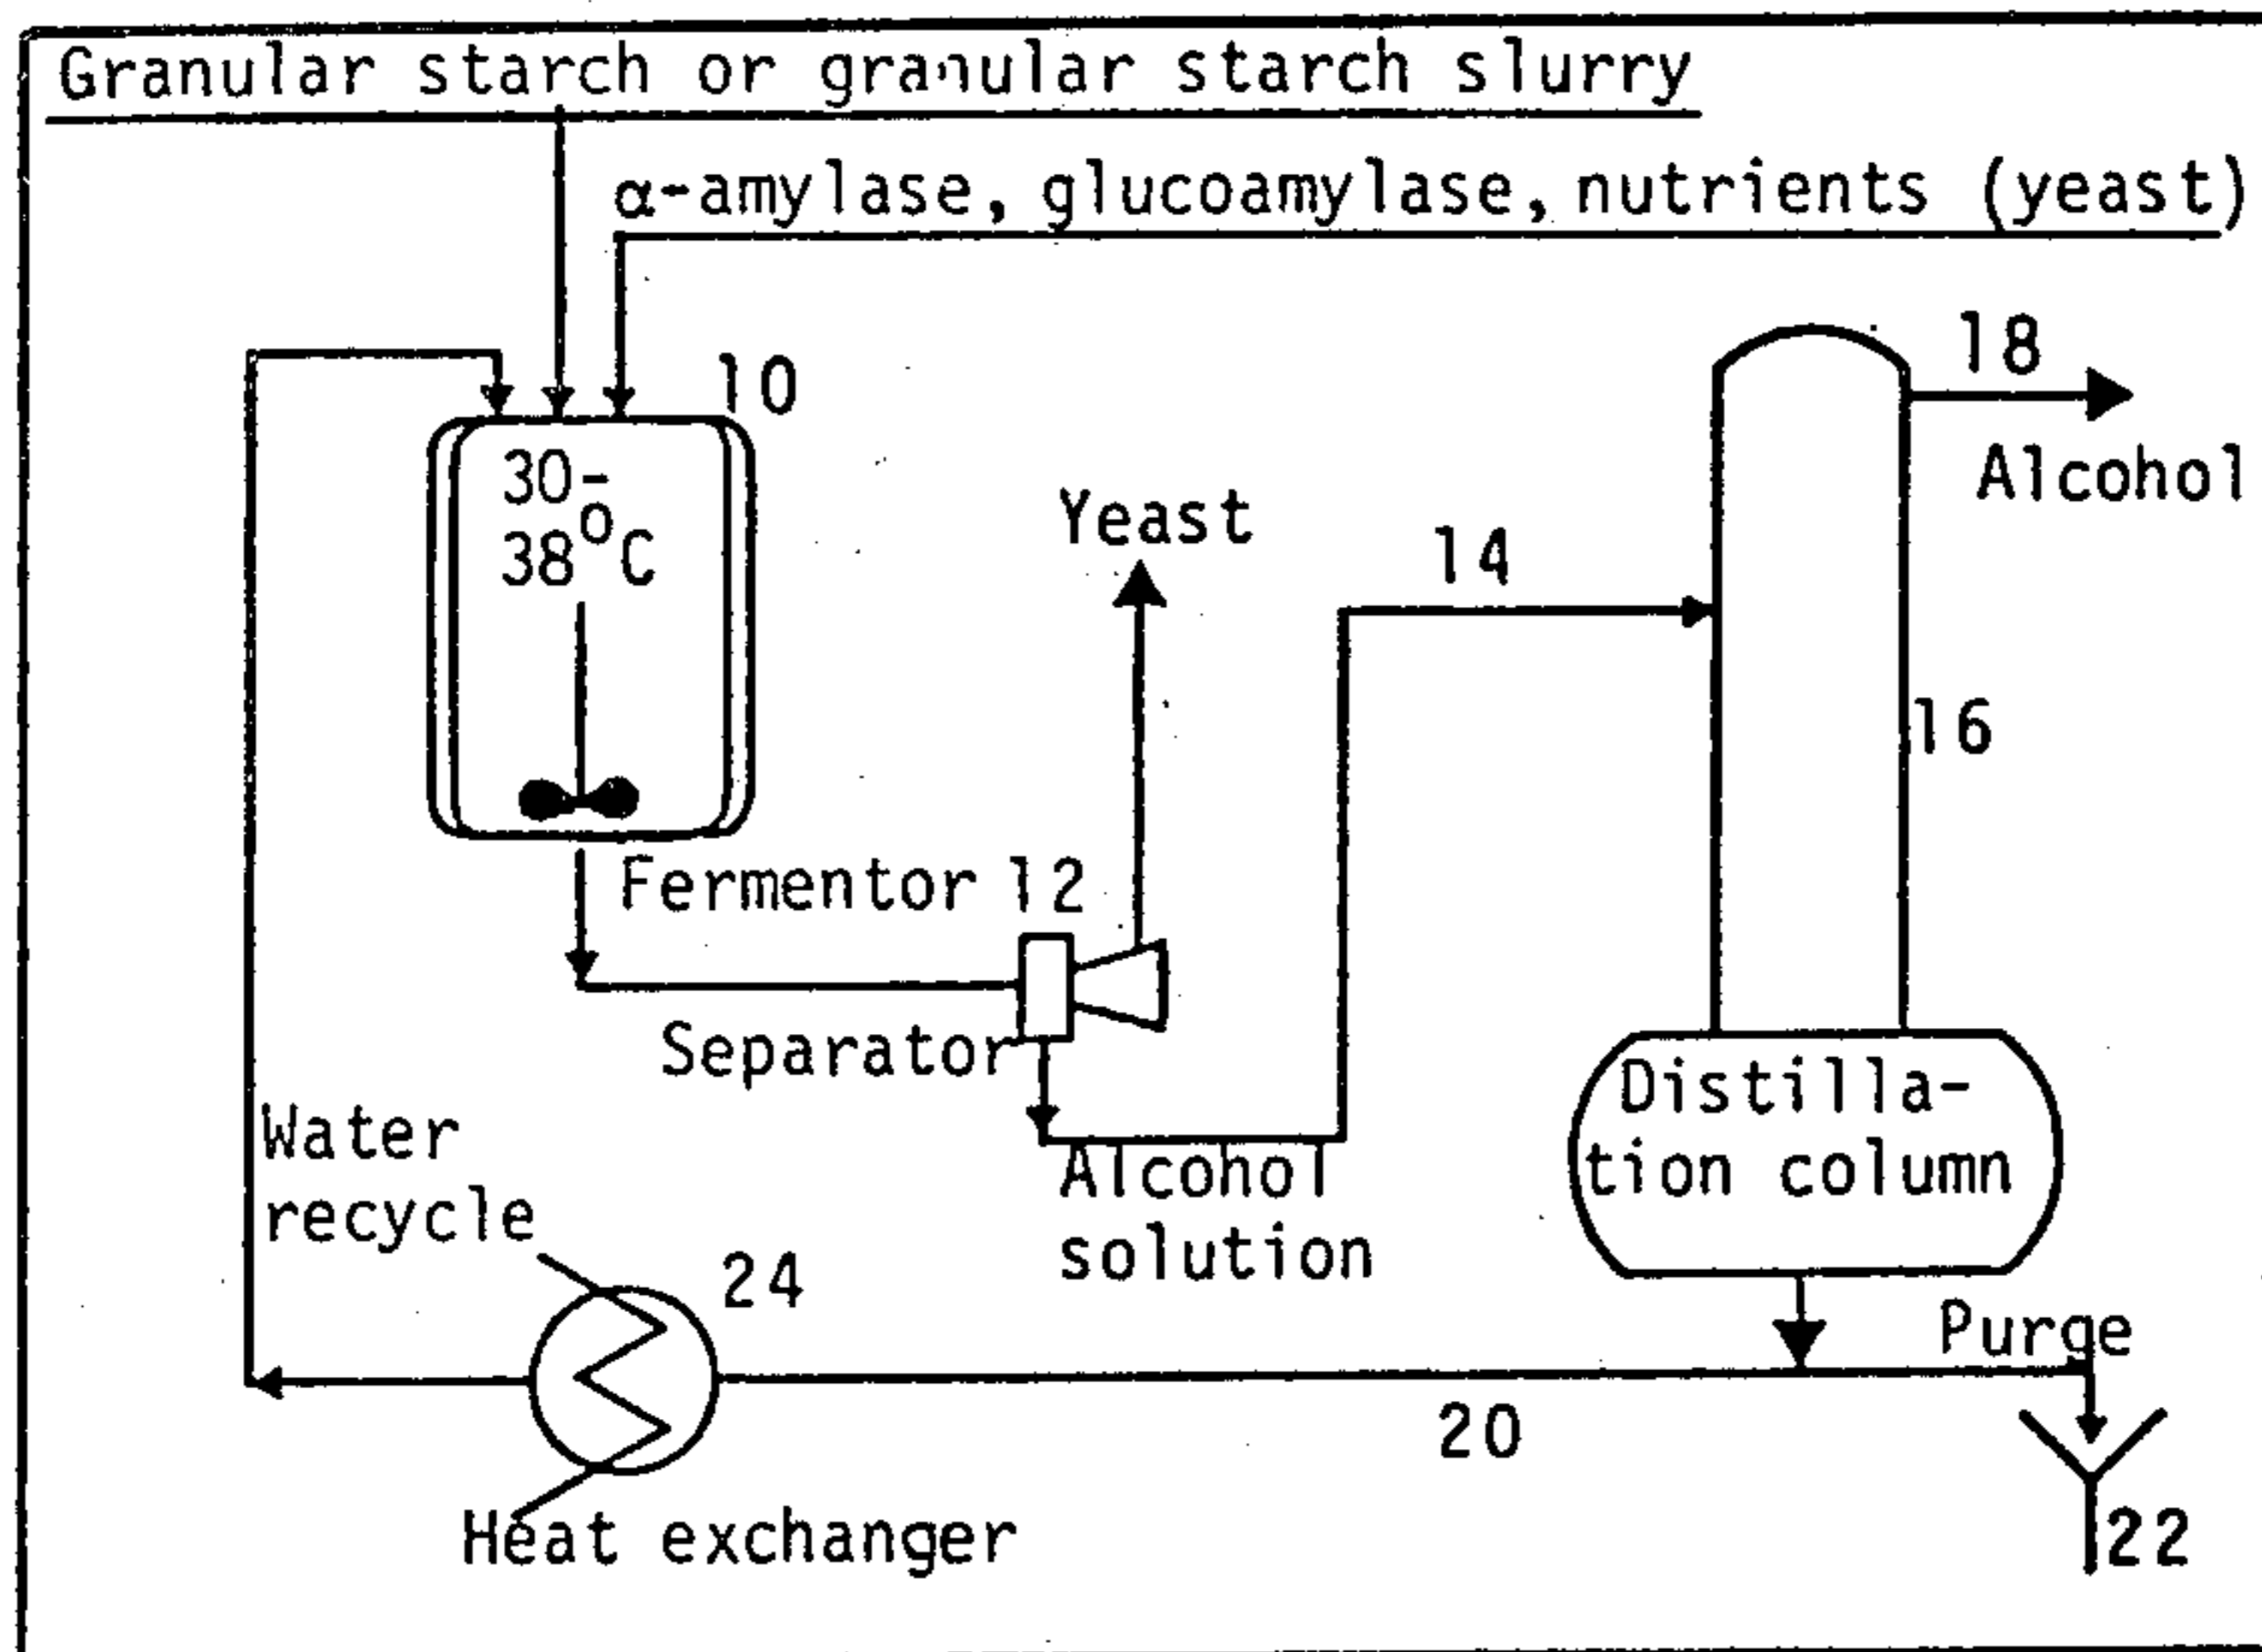 Granular starch or granular starch slurry
α-amylase, glucoamylase, nutrients (yeast)
10
18
30-
38°C
Alcohol
Yeast
14
16
Fermentor 12
Separator
Water
recycle
Alcohol
solution
Distilla-
tion column
24
Purge
20
Heat exchanger
22